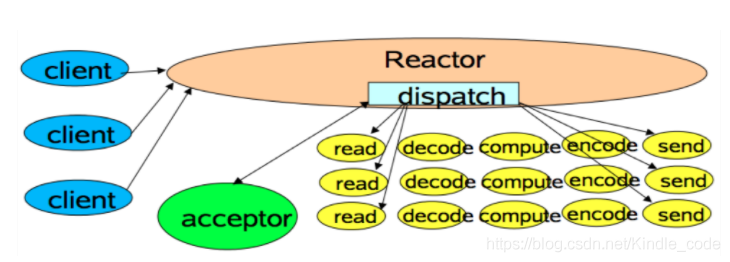 Reactor
client
dispatch
client
read decode compute encode send
read decode compute encode send
client
acceptor
read decode compute encode send
https://blog.csdn.net/Kindle_code